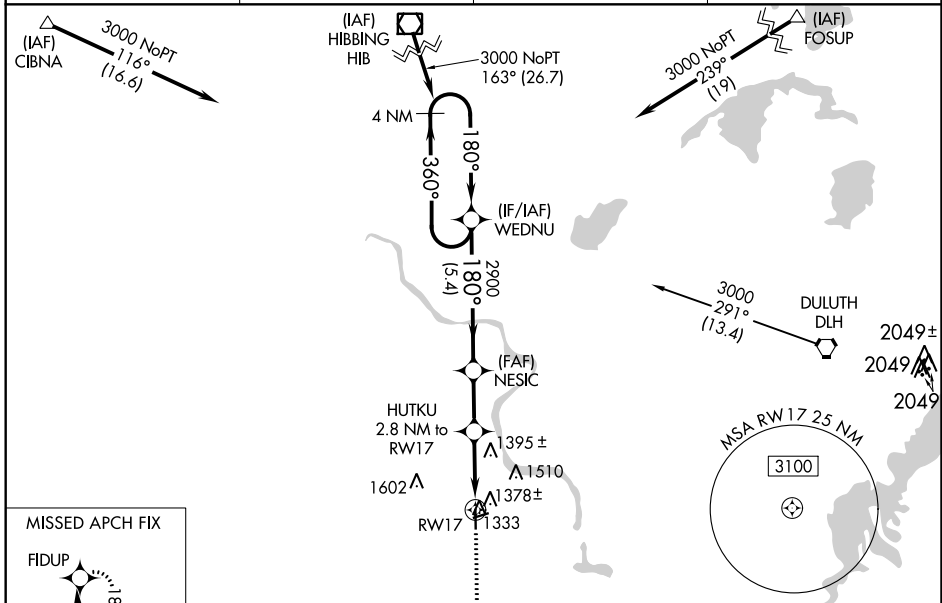 (IAF)
CIBNA
3000 NoPT
116°
(16.6)
(IAF)
HIBBING
HIB
3000 NoPT
163° (26.7)
3000 NoPT
239°
(19)
(IAF)
FOSUP
4 NM
180°
360°
(IF/IAF)
WEDNU
2900
180°
(5.4)
3000
291°
(13.4)
DULUTH
DLH
2049±
2049
2049
(FAF)
NESIC
HUTKU
2.8 NM to
RW17
1395 ±
1510
1602
1378±
RW17
1333
MSA RW17 25 NM
3100
MISSED APCH FIX
FIDUP
18